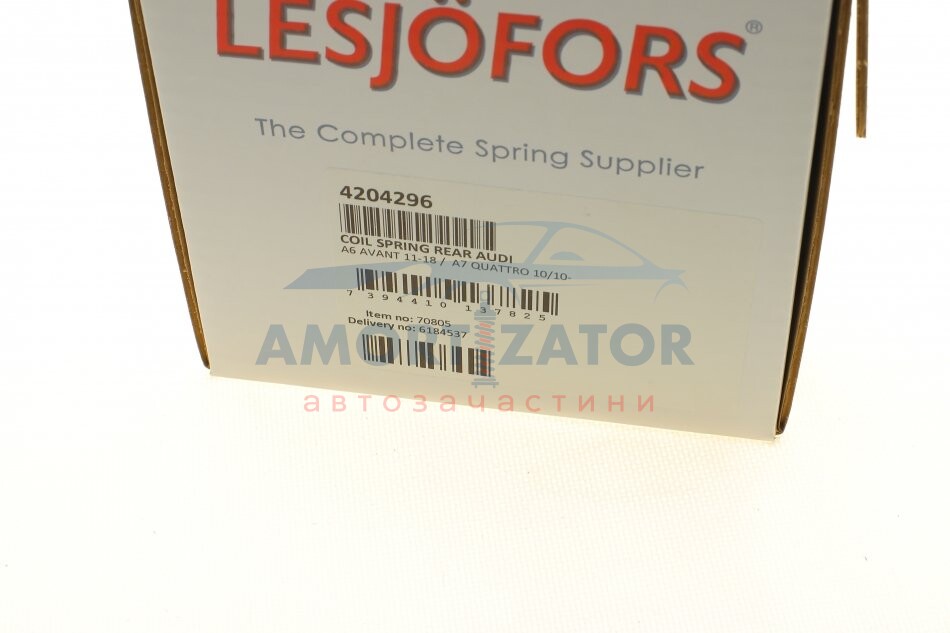 LESJÖFORS®
The Complete Spring Supplier
4204296
COIL SPRING REAR AUDI
A6 AVANT 11-18 / A7 QUATTRO 10/10-
7 394410 137825
Item no: 70805
Delivery no: 6184537
AMORTIZATOR
автозачастини